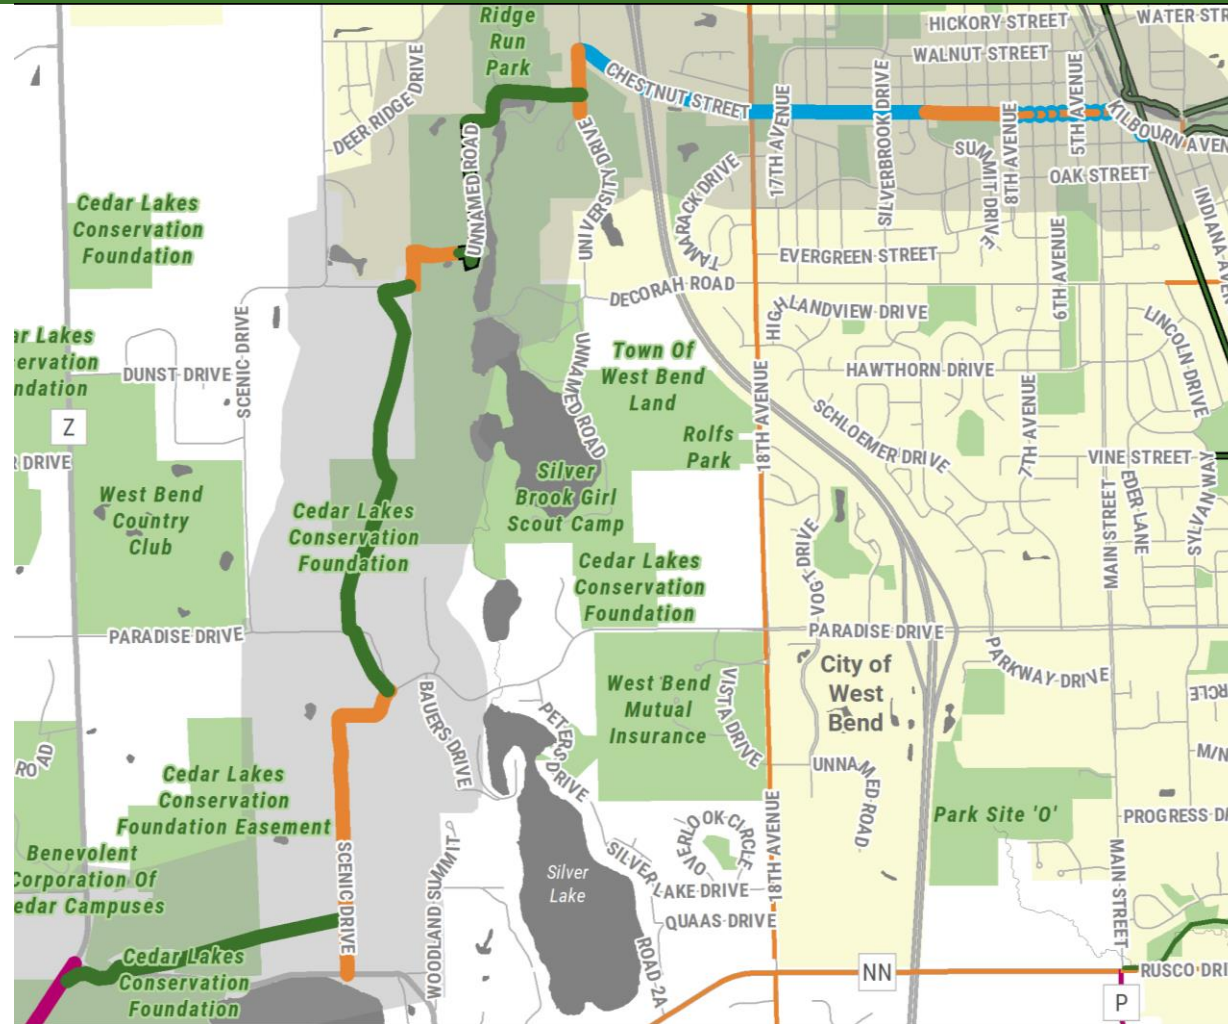 Ridge
Run
Park
HICKORY STREET
WATER STR
WALNUT STREET
DEER RIDGE DRIVE
CHESTNUT STREET
17TH AVENUE
SILVERBROOK DRIVE
8TH AVENUE
5TH AVENUE
KILBOURN AVEN
UNNAMED ROAD
UNIVERSITY DRIVE
TAMARACK DRIVE
SUMMIT DRIVE
OAK STREET
INDIANA AVEN
Cedar Lakes
Conservation
Foundation
EVERGREEN STREET
6TH AVENUE
DECORAH ROAD
HIGHLANDVIEW DRIVE
LINCOLN DRIVE
ar Lakes
servation
ndation
DUNST DRIVE
SCENIC DRIVE
UNNAMED ROAD
Town Of
West Bend
Land
HAWTHORN DRIVE
18TH AVENUE
SCHLOEMER DRIVE
7TH AVENUE
Z
R DRIVE
Rolfs
Park
VINE STREET
West Bend
Country
Club
Silver
Brook Girl
Scout Camp
Cedar Lakes
Conservation
Foundation
MAIN STREET
EDER LANE
SYLVAN WAY
VOGT DRIVE
Cedar Lakes
Conservation
Foundation
PARADISE DRIVE
PARADISE DRIVE
City of
West
Bend
PARKWAY DRIVE
RCLE
BAUERS DRIVE
PETERS DRIVE
West Bend
Mutual
Insurance
VISTA DRIVE
ROAD
MIN
UNNAMED ROAD
Cedar Lakes
Conservation
Foundation Easement
18TH AVENUE
Park Site 'O'
PROGRESS D
OVERLOOK CIRCLE
Benevolent
Corporation Of
edar Campuses
SCENIC DRIVE
WOODLAND SUMMIT
Silver
Lake
SILVER LAKE DRIVE
QUAAS DRIVE
MAIN STREET
ROAD 2A
Cedar Lakes
Conservation
Foundation
NN
RUSCO DRI
P